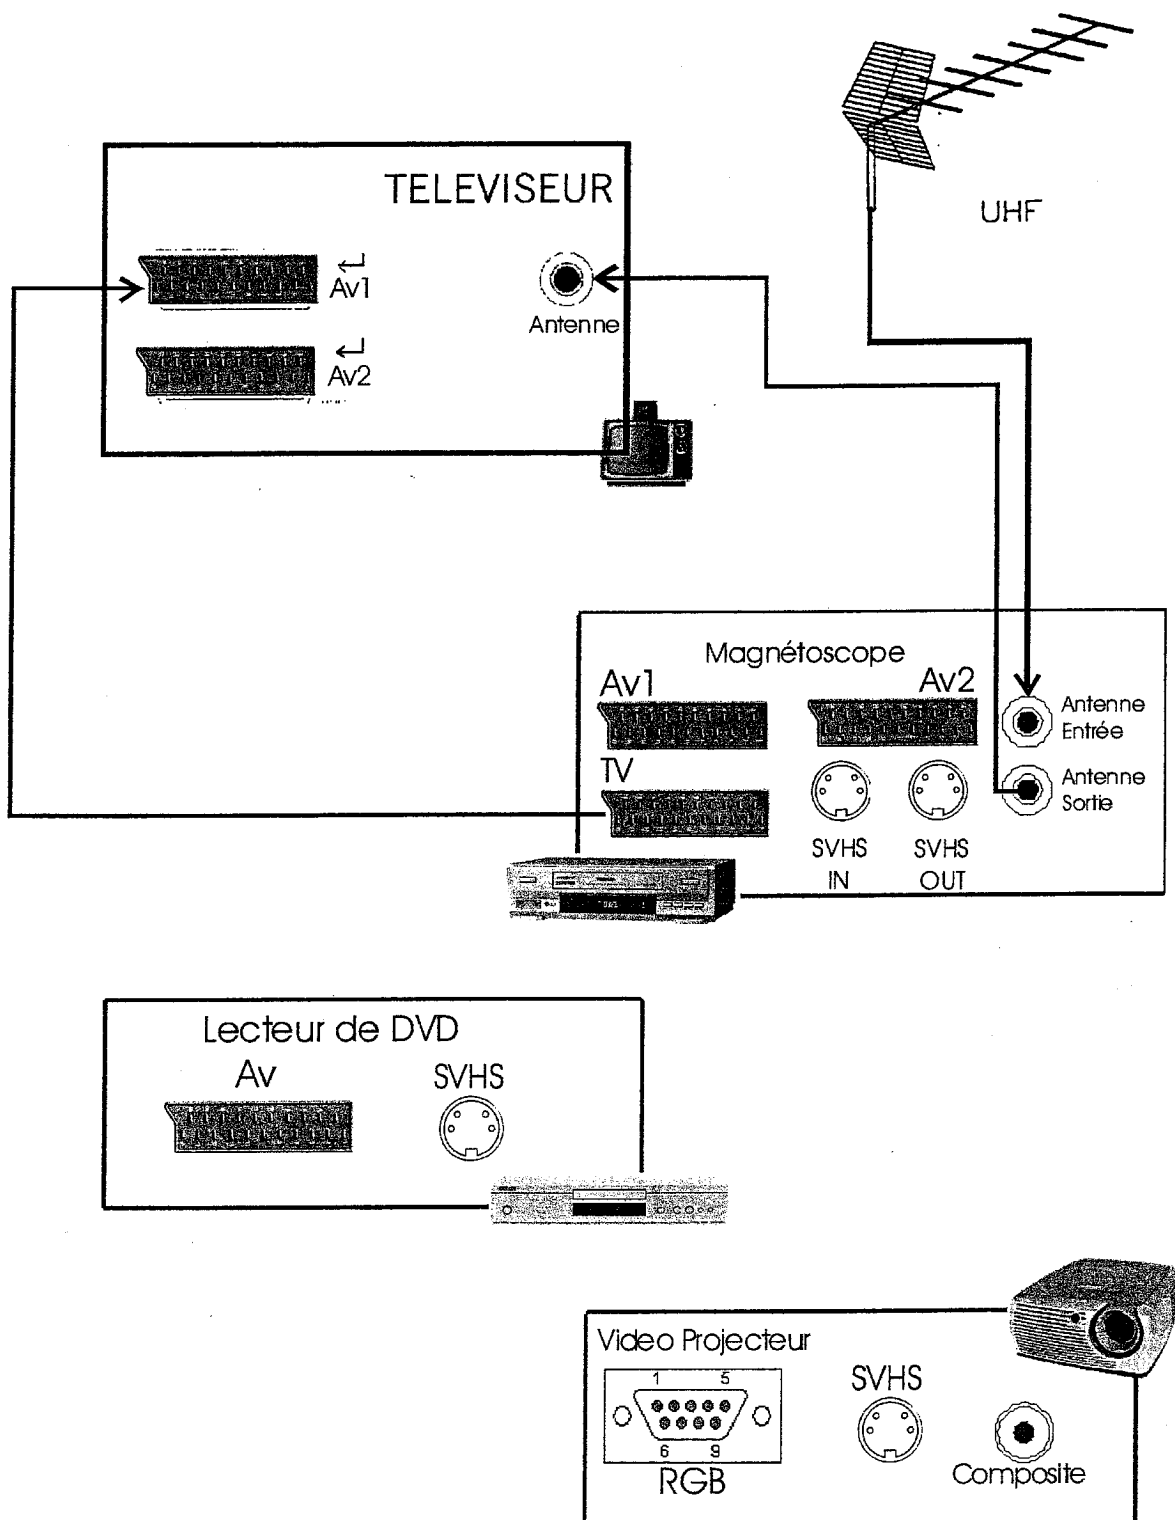 TELEVISEUR
UHF
Av1
Antenne
Av2
Magnétoscope
Av1
Av2
Antenne
Entrée
TV
Antenne
Sortie
SVHS
IN
SVHS
OUT
Lecteur de DVD
Av
SVHS
Video Projecteur
1 5
SVHS
6 9
RGB
Composite